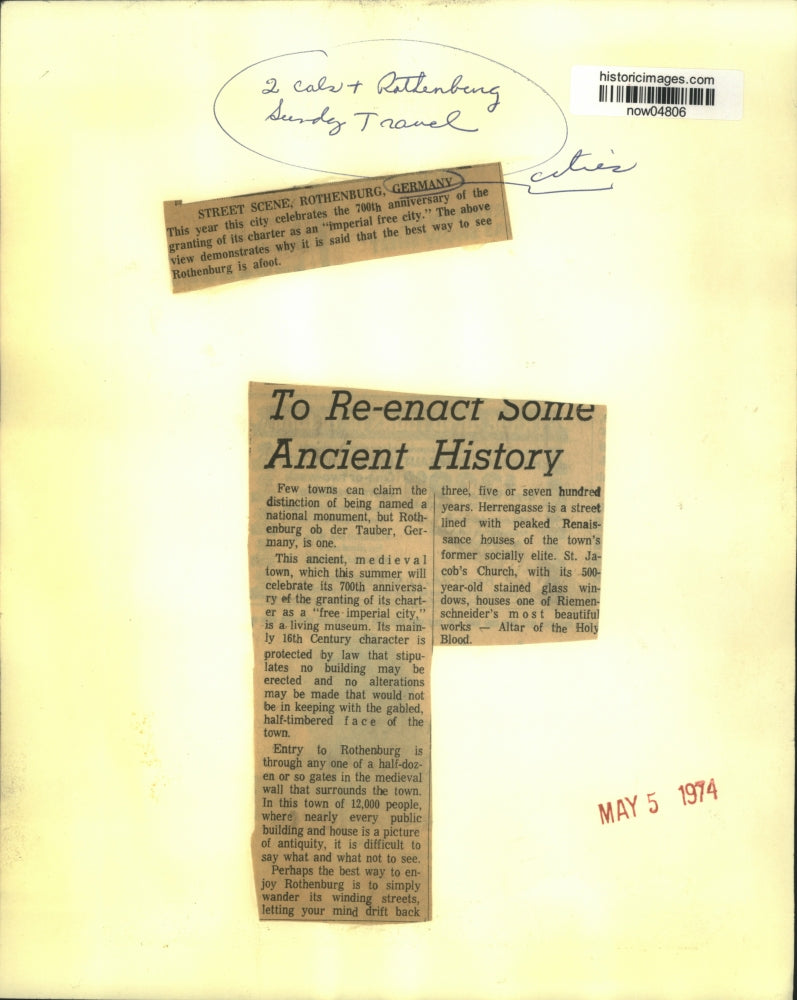 2 cols + Rothenberg
Sunday Travel
historicimages.com
now04806
cities
STREET SCENE, ROTHENBURG, GERMANY
This year this city celebrates the 700th anniversary of the
granting of its charter as an “imperial free city.” The above
view demonstrates why it is said that the best way to see
Rothenburg is afoot.
To Re-enact Some
Ancient History
Few towns can claim the
distinction of being named a
national monument, but Roth-
enburg ob der Tauber, Ger-
many, is one.
This ancient, medieval
town, which this summer will
celebrate its 700th anniversa-
ry of the granting of its chart-
er as a “free imperial city,”
is a living museum. Its main-
ly 16th Century character is
protected by law that stipu-
lates no building may be
erected and no alterations
may be made that would not
be in keeping with the gabled,
half-timbered face of the
town.
Entry to Rothenburg is
through any one of a half-doz-
en or so gates in the medieval
wall that surrounds the town.
In this town of 12,000 people,
where nearly every public
building and house is a picture
of antiquity, it is difficult to
say what and what not to see.
Perhaps the best way to en-
joy Rothenburg is to simply
wander its winding streets,
letting your mind drift back
three, five or seven hundred
years. Herrengasse is a street
lined with peaked Renais-
sance houses of the town’s
former socially elite. St. Ja-
cob’s Church, with its 500-
year-old stained glass win-
dows, houses one of Riemen-
schneider’s most beautiful
works — Altar of the Holy
Blood.
MAY 5 1974